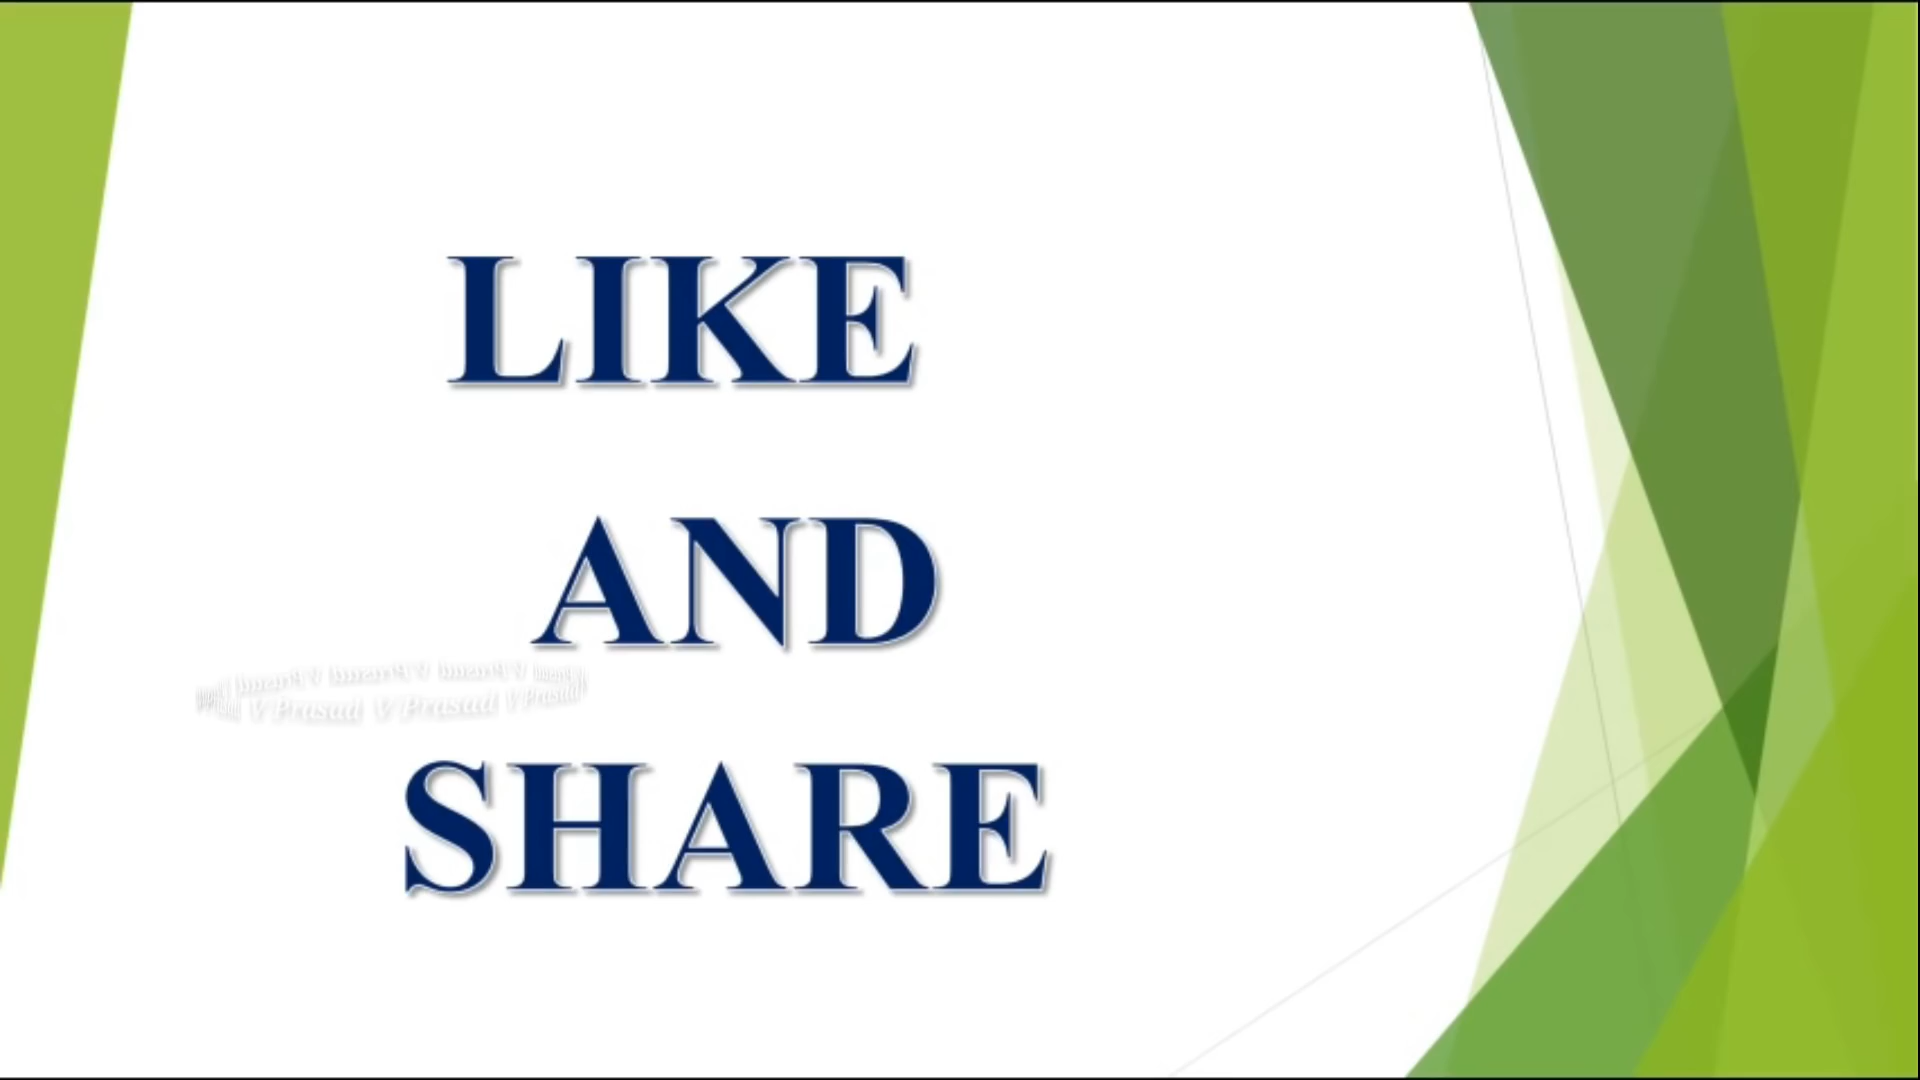 LIKE
AND
V Prasad V Prasad V Prasad
SHARE